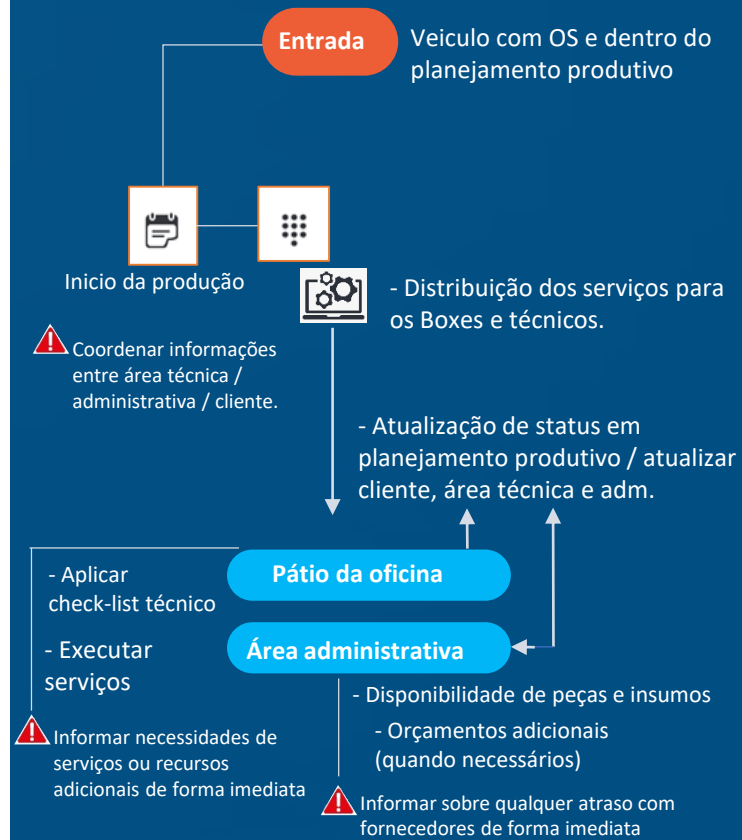 Entrada
Veiculo com OS e dentro do
planejamento produtivo
Inicio da produção
- Distribuição dos serviços para
os Boxes e técnicos.
Coordenar informações
entre área técnica /
administrativa / cliente.
- Atualização de status em
planejamento produtivo / atualizar
cliente, área técnica e adm.
Pátio da oficina
- Aplicar
check-list técnico
Área administrativa
- Executar
serviços
- Disponibilidade de peças e insumos
- Orçamentos adicionais
(quando necessários)
Informar necessidades de
serviços ou recursos
adicionais de forma imediata
Informar sobre qualquer atraso com
fornecedores de forma imediata